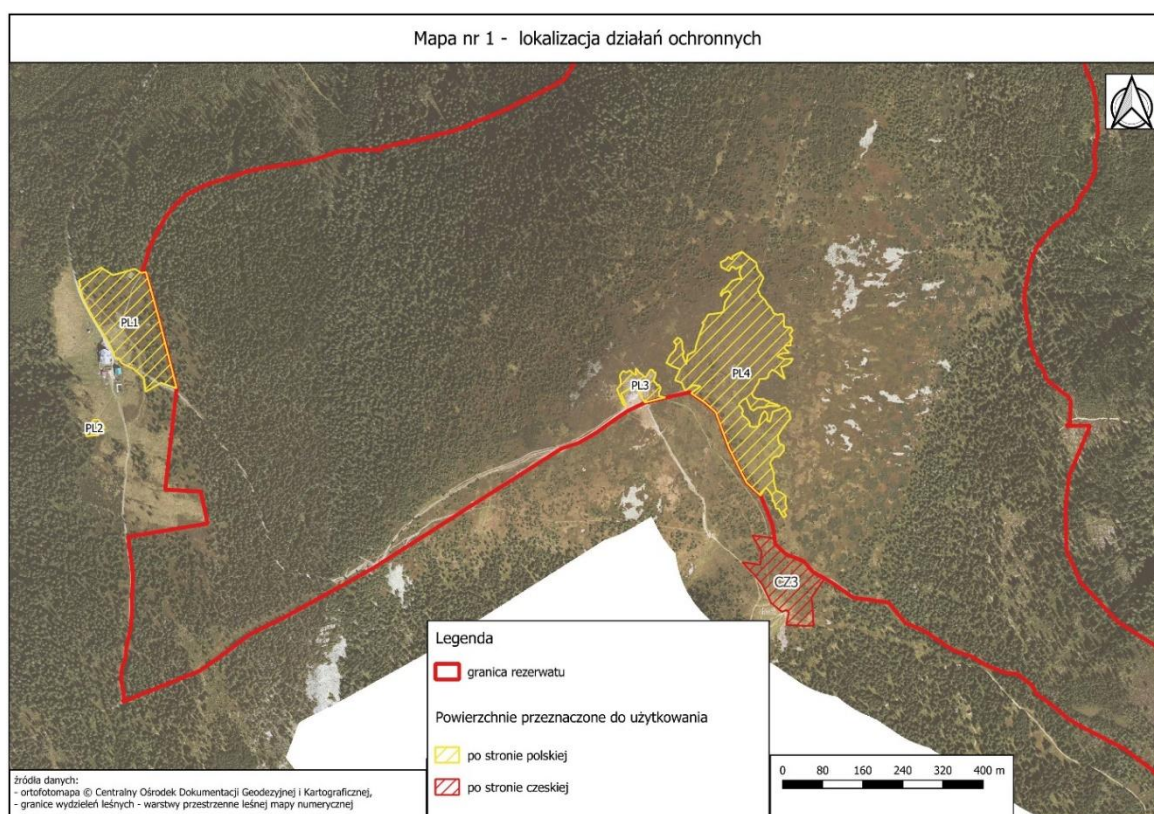 Mapa nr 1 - lokalizacja działań ochronnych
PL1
PL2
PL3
PL4
CZ3
Legenda
granica rezerwatu
Powierzchnie przeznaczone do użytkowania
po stronie polskiej
po stronie czeskiej
0 80 160 240 320 400 m
źródła danych:
- ortofotomapa © Centralny Ośrodek Dokumentacji Geodezyjnej i Kartograficznej,
- granice wydzieleń leśnych - warstwy przestrzenne leśnej mapy numerycznej